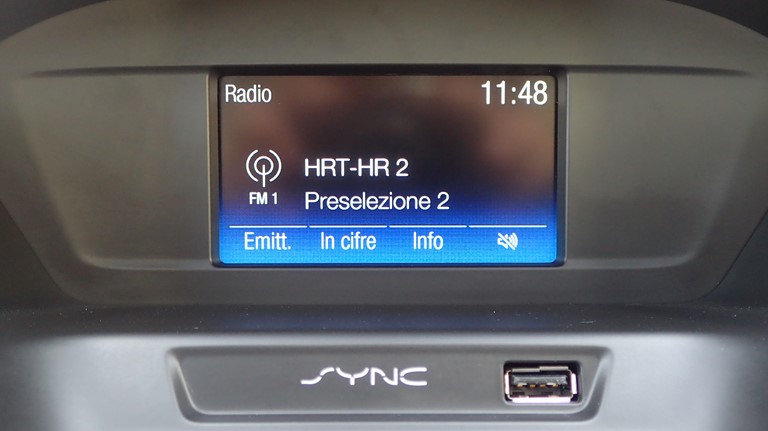 Radio 11:48
HRT-HR 2
FM 1 Preselezione 2
Emitt. In cifre Info
SYNC